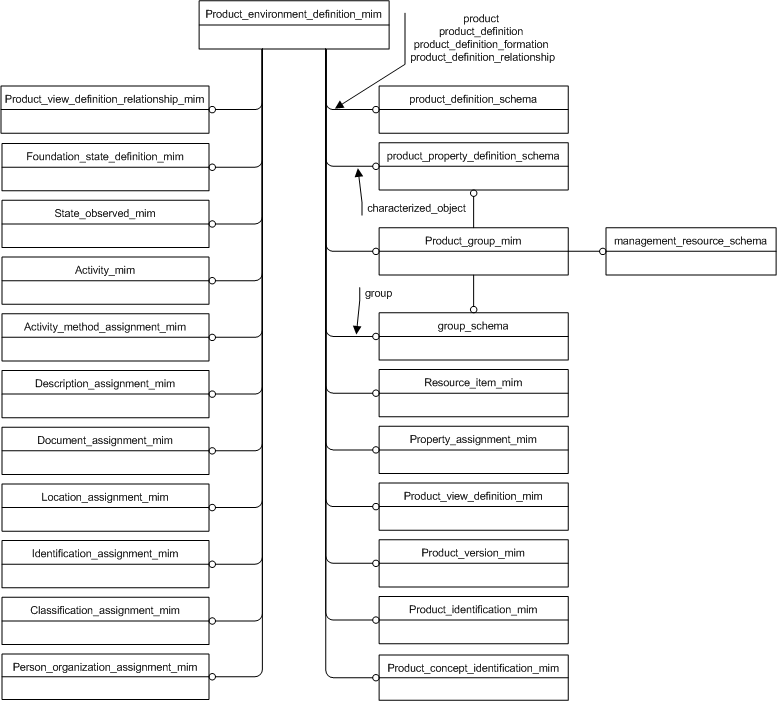 Product_environment_definition_mim
product
product_definition
product_definition_formation
product_definition_relationship
Product_view_definition_relationship_mim
Foundation_state_definition_mim
State_observed_mim
Activity_mim
Activity_method_assignment_mim
Description_assignment_mim
Document_assignment_mim
Location_assignment_mim
Identification_assignment_mim
Classification_assignment_mim
Person_organization_assignment_mim
product_definition_schema
product_property_definition_schema
characterized_object
Product_group_mim
management_resource_schema
group
group_schema
Resource_item_mim
Property_assignment_mim
Product_view_definition_mim
Product_version_mim
Product_identification_mim
Product_concept_identification_mim